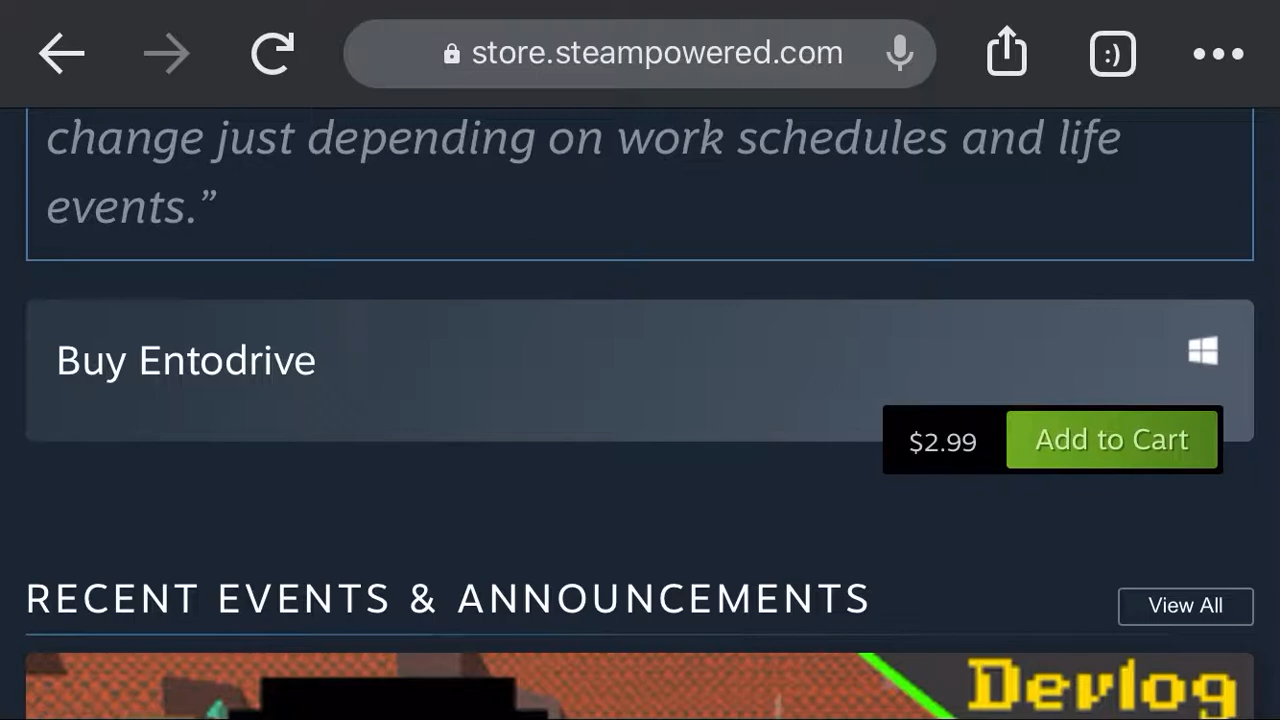 store.steampowered.com
:)
change just depending on work schedules and life
events.”
Buy Entodrive
$2.99
Add to Cart
RECENT EVENTS & ANNOUNCEMENTS
View All
Devlog